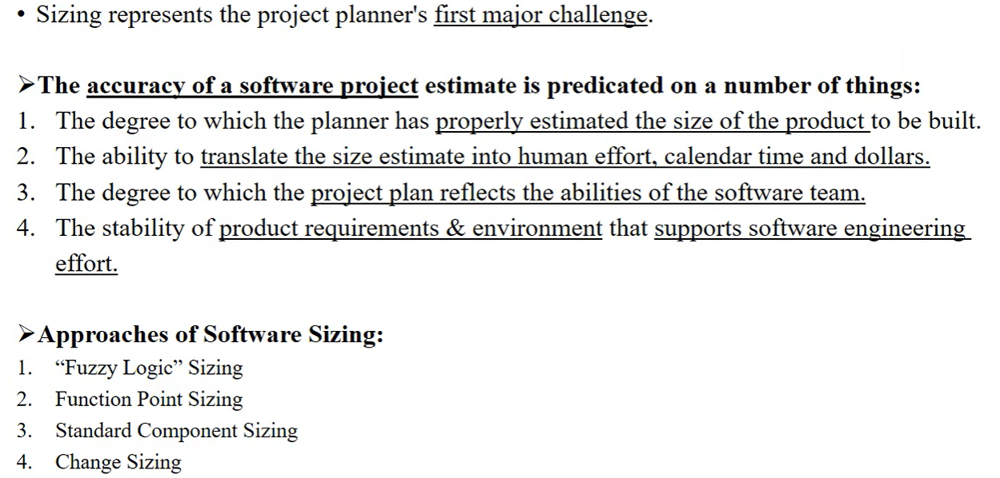 • Sizing represents the project planner's first major challenge.
➢The accuracy of a software project estimate is predicated on a number of things:
1. The degree to which the planner has properly estimated the size of the product to be built.
2. The ability to translate the size estimate into human effort, calendar time and dollars.
3. The degree to which the project plan reflects the abilities of the software team.
4. The stability of product requirements & environment that supports software engineering
effort.
➢Approaches of Software Sizing:
1. “Fuzzy Logic” Sizing
2. Function Point Sizing
3. Standard Component Sizing
4. Change Sizing